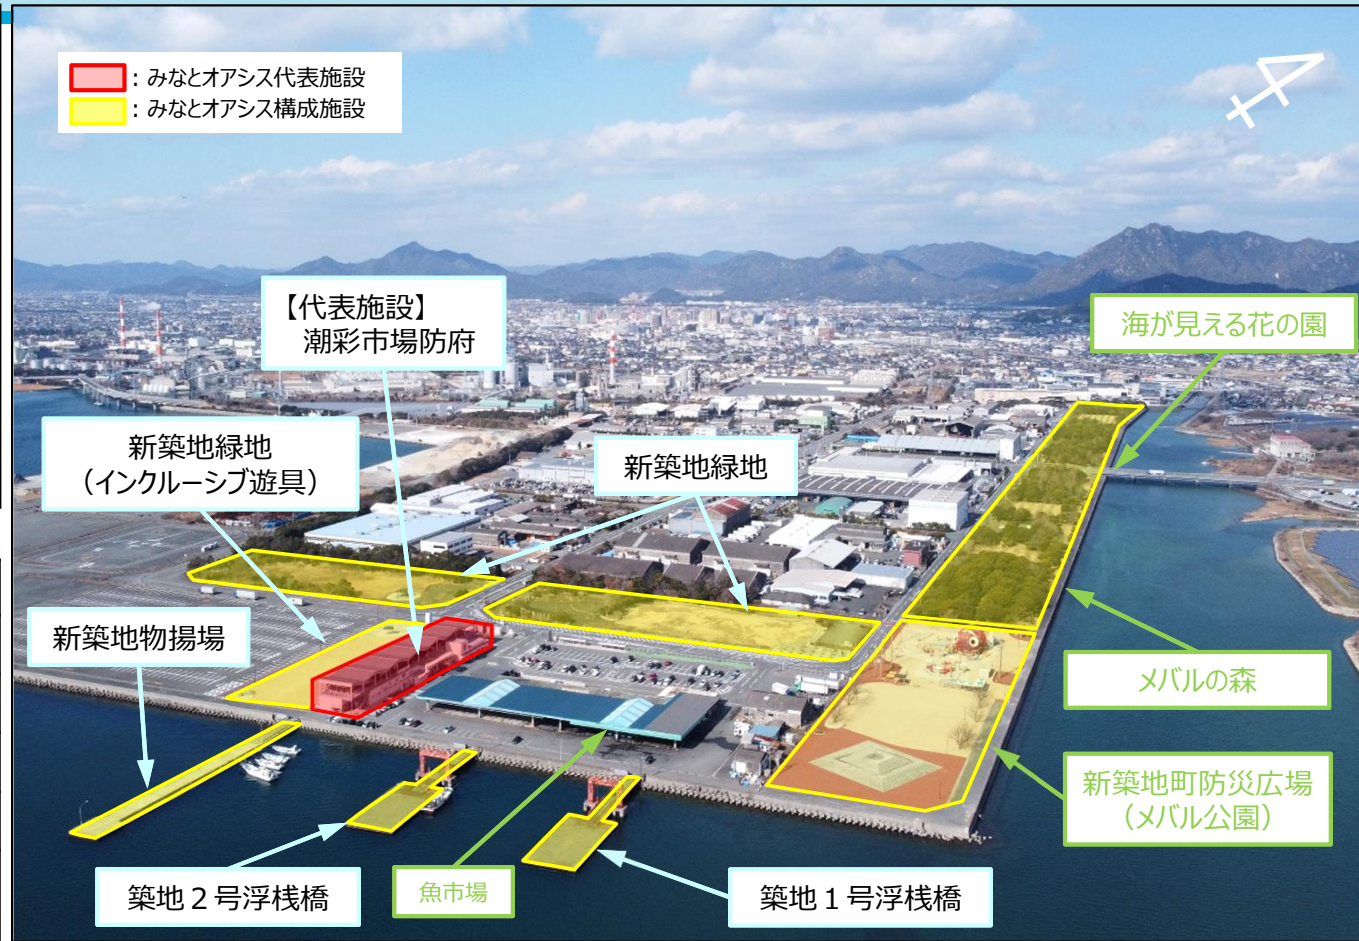 ：みなとオアシス代表施設
：みなとオアシス構成施設
【代表施設】
潮彩市場防府
海が見える花の園
新築地緑地
（インクルーシブ遊具）
新築地緑地
新築地物揚場
メバルの森
新築地町防災広場
（メバル公園）
築地２号浮桟橋
魚市場
築地１号浮桟橋